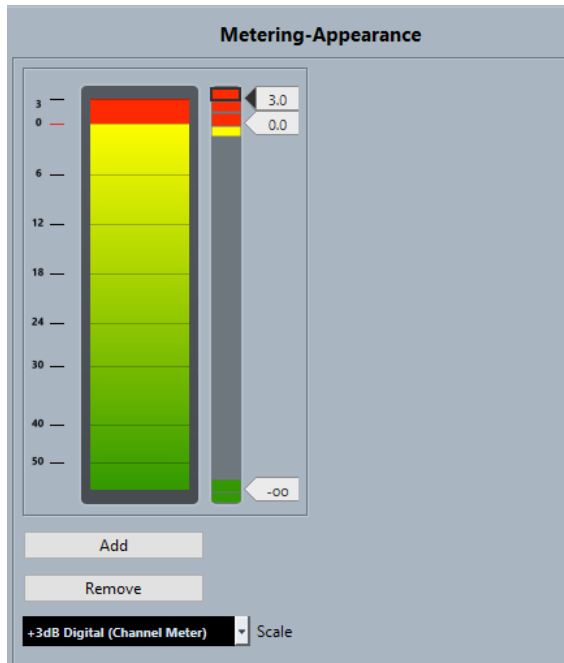 Metering-Appearance
3
0
6
12
18
24
30
40
50
3.0
0.0
-oo
Add
Remove
+3dB Digital (Channel Meter)
Scale